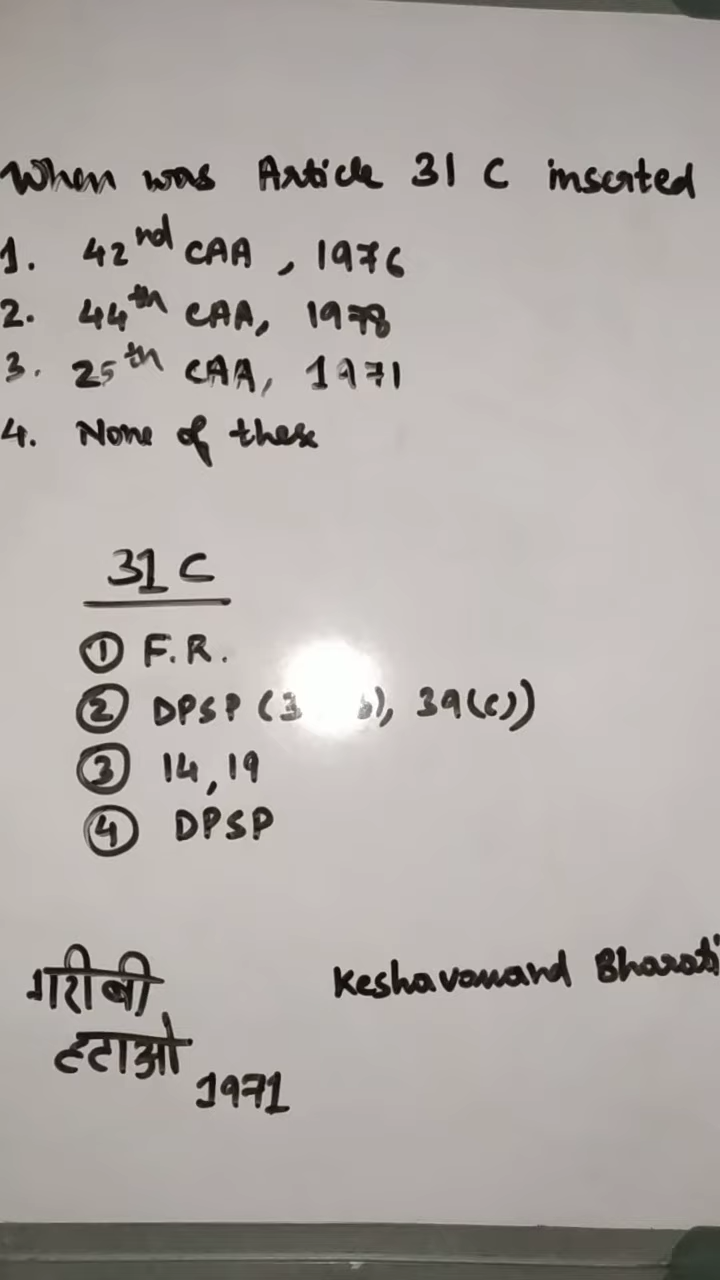 When was Article 31 C inserted
1. 42nd CAA, 1976
2. 44th CAA, 1978
3. 25th CAA, 1971
4. None of these
31 C
① F.R.
② DPSP ( , 39(c))
③ 14, 19
④ DPSP
गरीबी
हटाओ
1971
Keshavanand Bharati